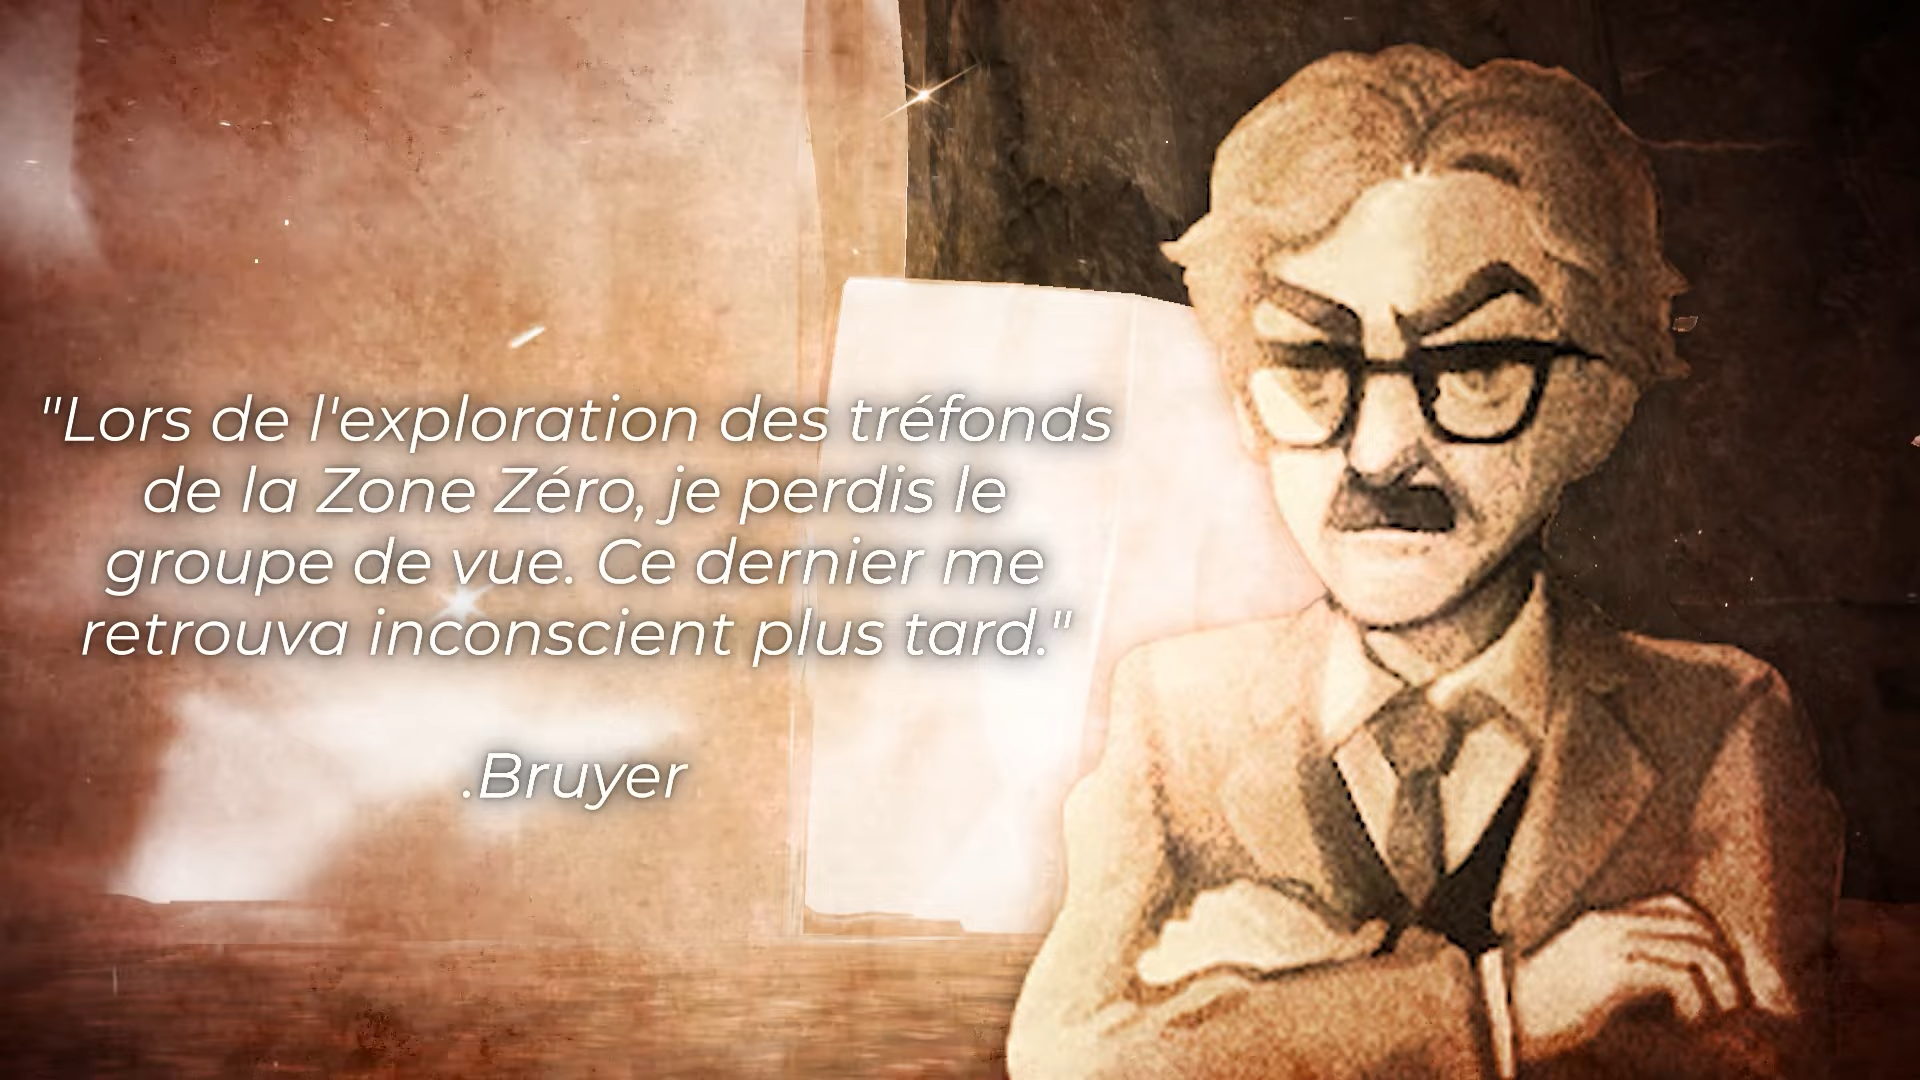 "Lors de l'exploration des tréfonds
de la Zone Zéro, je perdis le
groupe de vue. Ce dernier me
retrouva inconscient plus tard."
.Bruyer